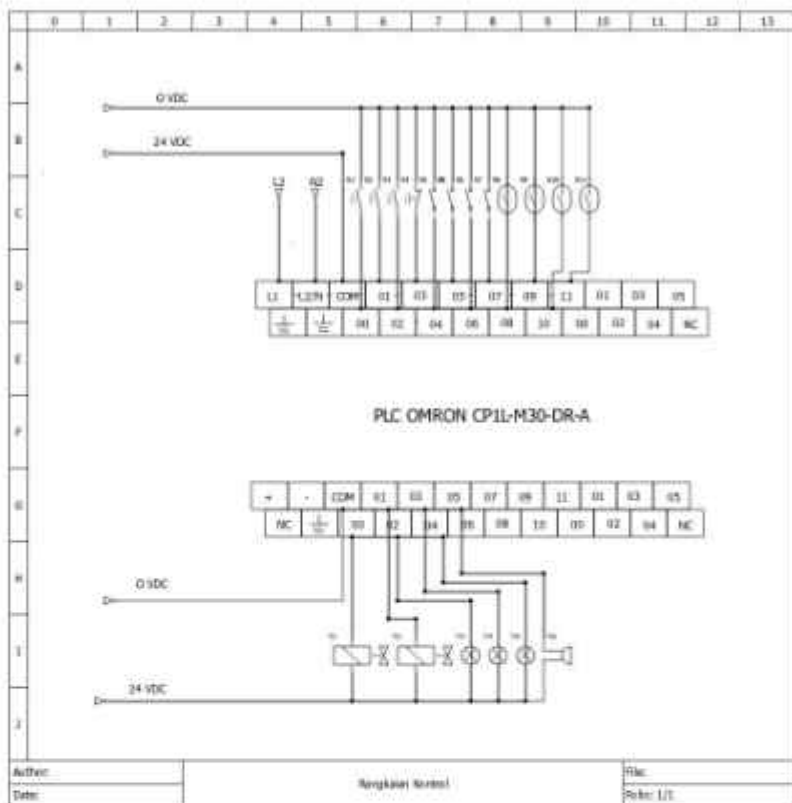 0 1 2 3 4 5 6 7 8 9 10 11 12 13
A
0 VDC
B
24 VDC
L2 N2
C
D
L1 L2/N COM 01 03 05 07 09 11 01 03 05
00 02 04 06 08 10 00 02 04 NC
E
PLC OMRON CP1L-M30-DR-A
F
+ - COM 01 03 05 07 09 11 01 03 05
G
NC 00 02 04 06 08 10 00 02 04 NC
H
0 VDC
I
24 VDC
J
Author:
Date:
Rangkaian Kontrol
File:
Folio: 1/1